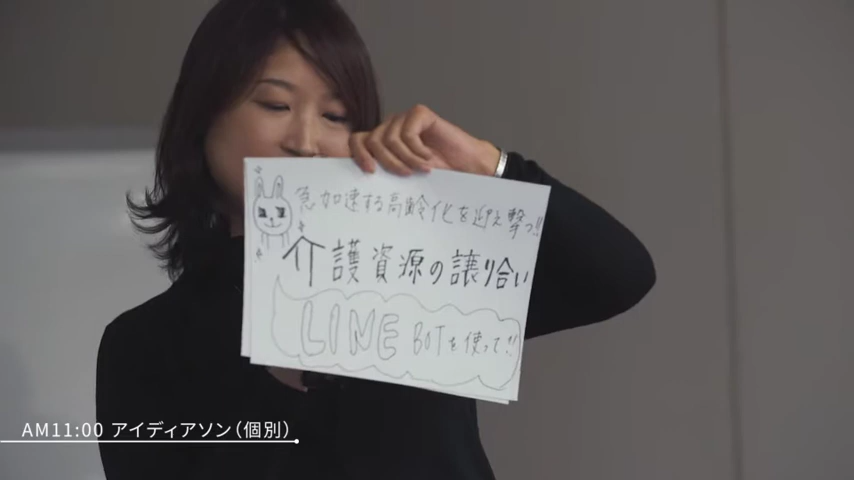 急加速する高齢化を迎え撃つ!!
介護資源の譲り合い
LINE BOTを使って!!
AM11:00 アイディアソン(個別)